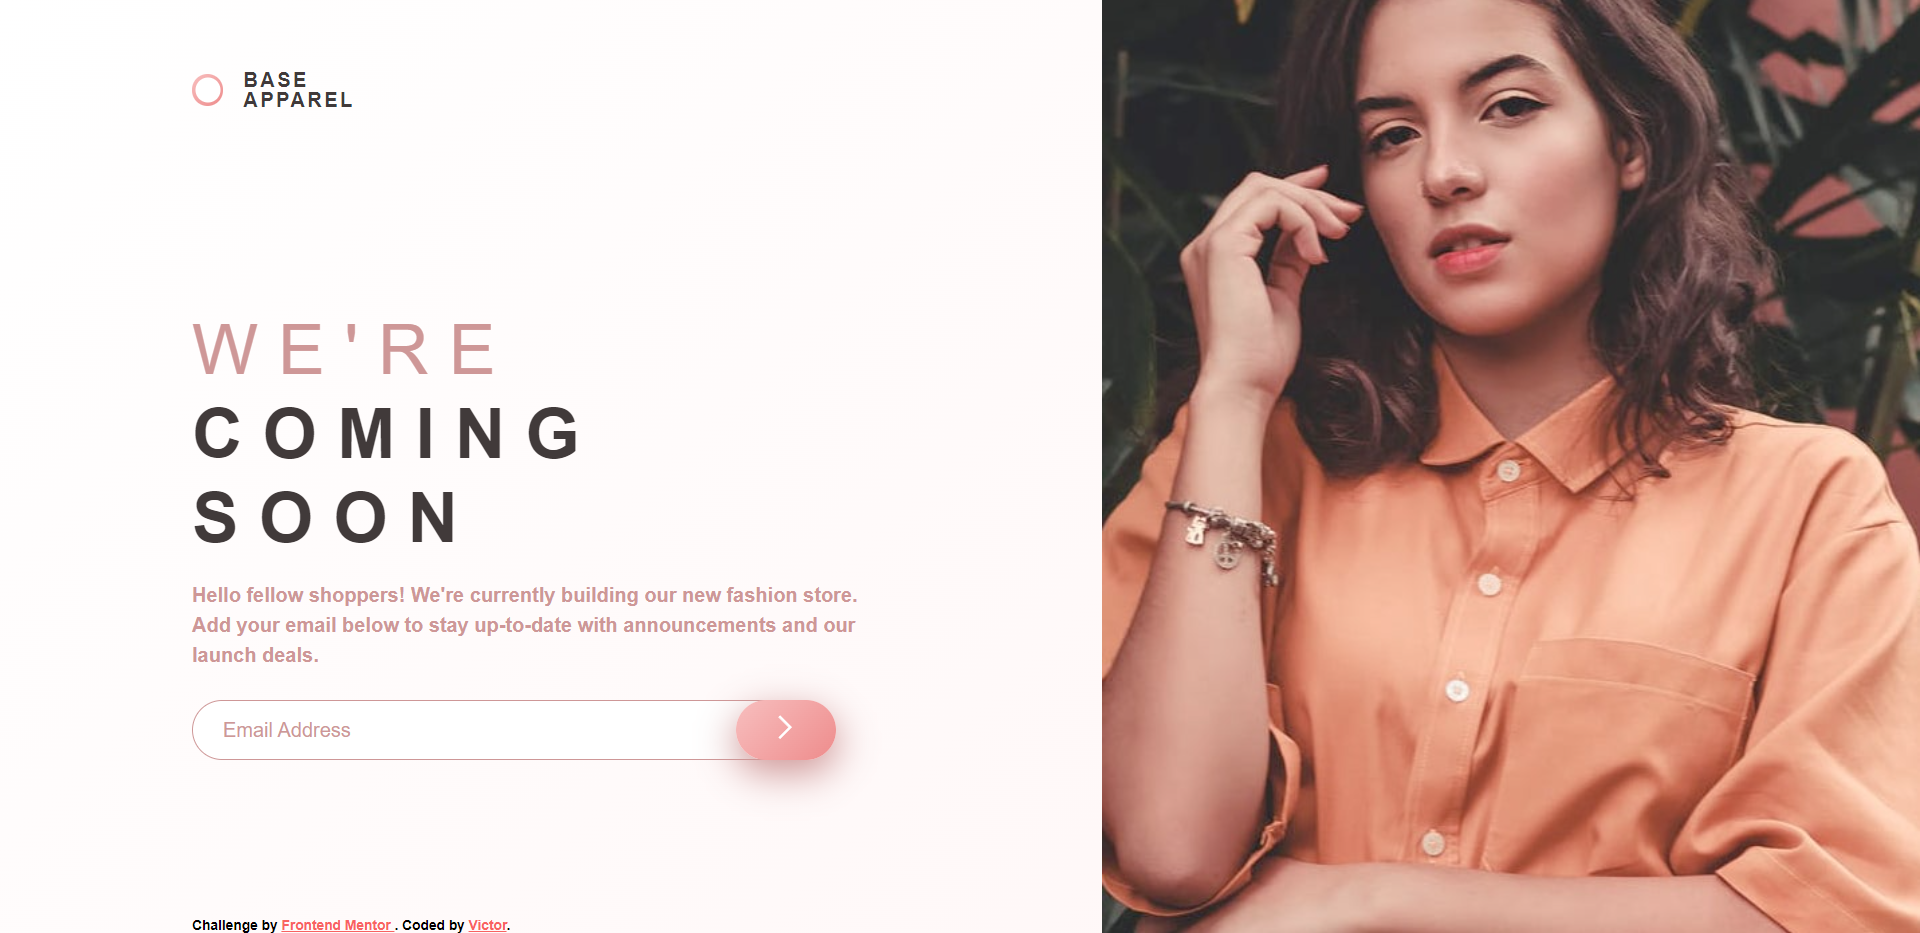 BASE
APPAREL
WE'RE
COMING
SOON
Hello fellow shoppers! We're currently building our new fashion store.
Add your email below to stay up-to-date with announcements and our
launch deals.
Email Address
Challenge by Frontend Mentor . Coded by Victor.